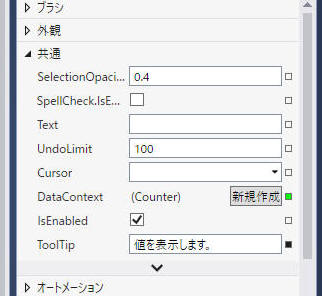 ブラシ
外観
共通
SelectionOpaci... 0.4
SpellCheck.IsE...
Text
UndoLimit 100
Cursor
DataContext (Counter) 新規作成
IsEnabled
ToolTip 値を表示します。
オートメーション